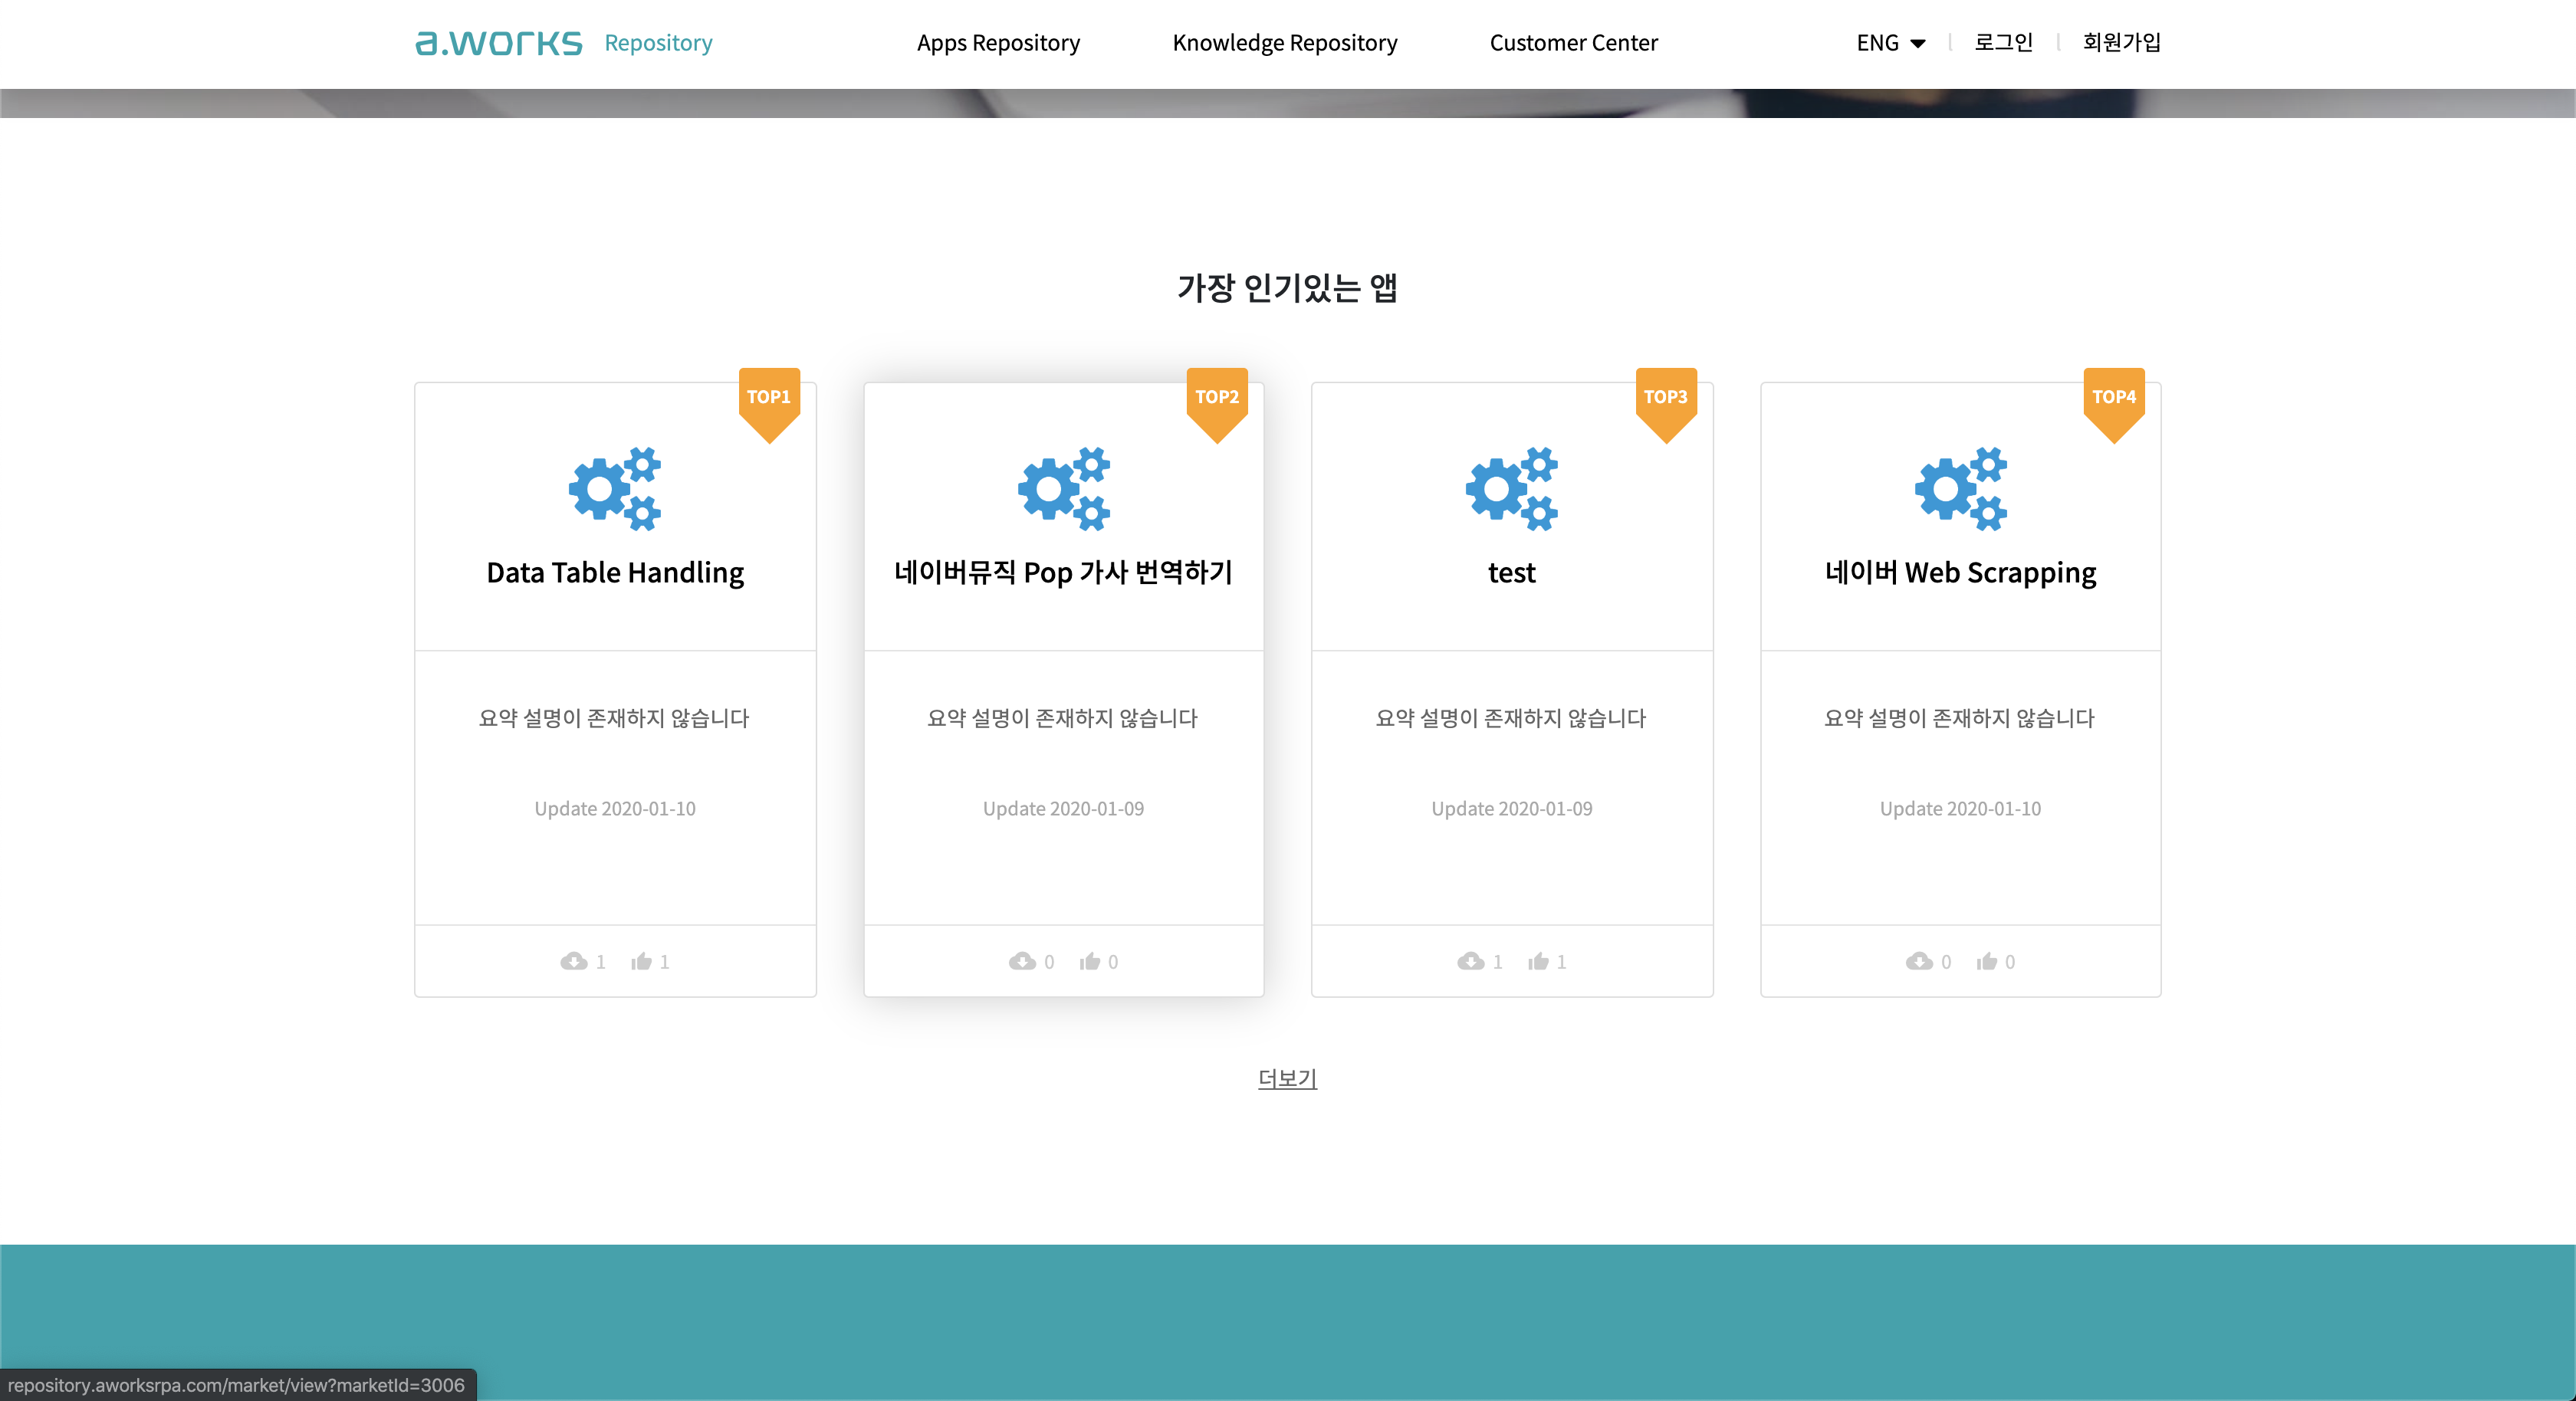 a.works Repository
Apps Repository
Knowledge Repository
Customer Center
ENG
로그인
회원가입
가장 인기있는 앱
TOP1
Data Table Handling
요약 설명이 존재하지 않습니다
Update 2020-01-10
1 1
TOP2
네이버뮤직 Pop 가사 번역하기
요약 설명이 존재하지 않습니다
Update 2020-01-09
0 0
TOP3
test
요약 설명이 존재하지 않습니다
Update 2020-01-09
1 1
TOP4
네이버 Web Scrapping
요약 설명이 존재하지 않습니다
Update 2020-01-10
0 0
더보기
repository.aworksrpa.com/market/view?marketId=3006